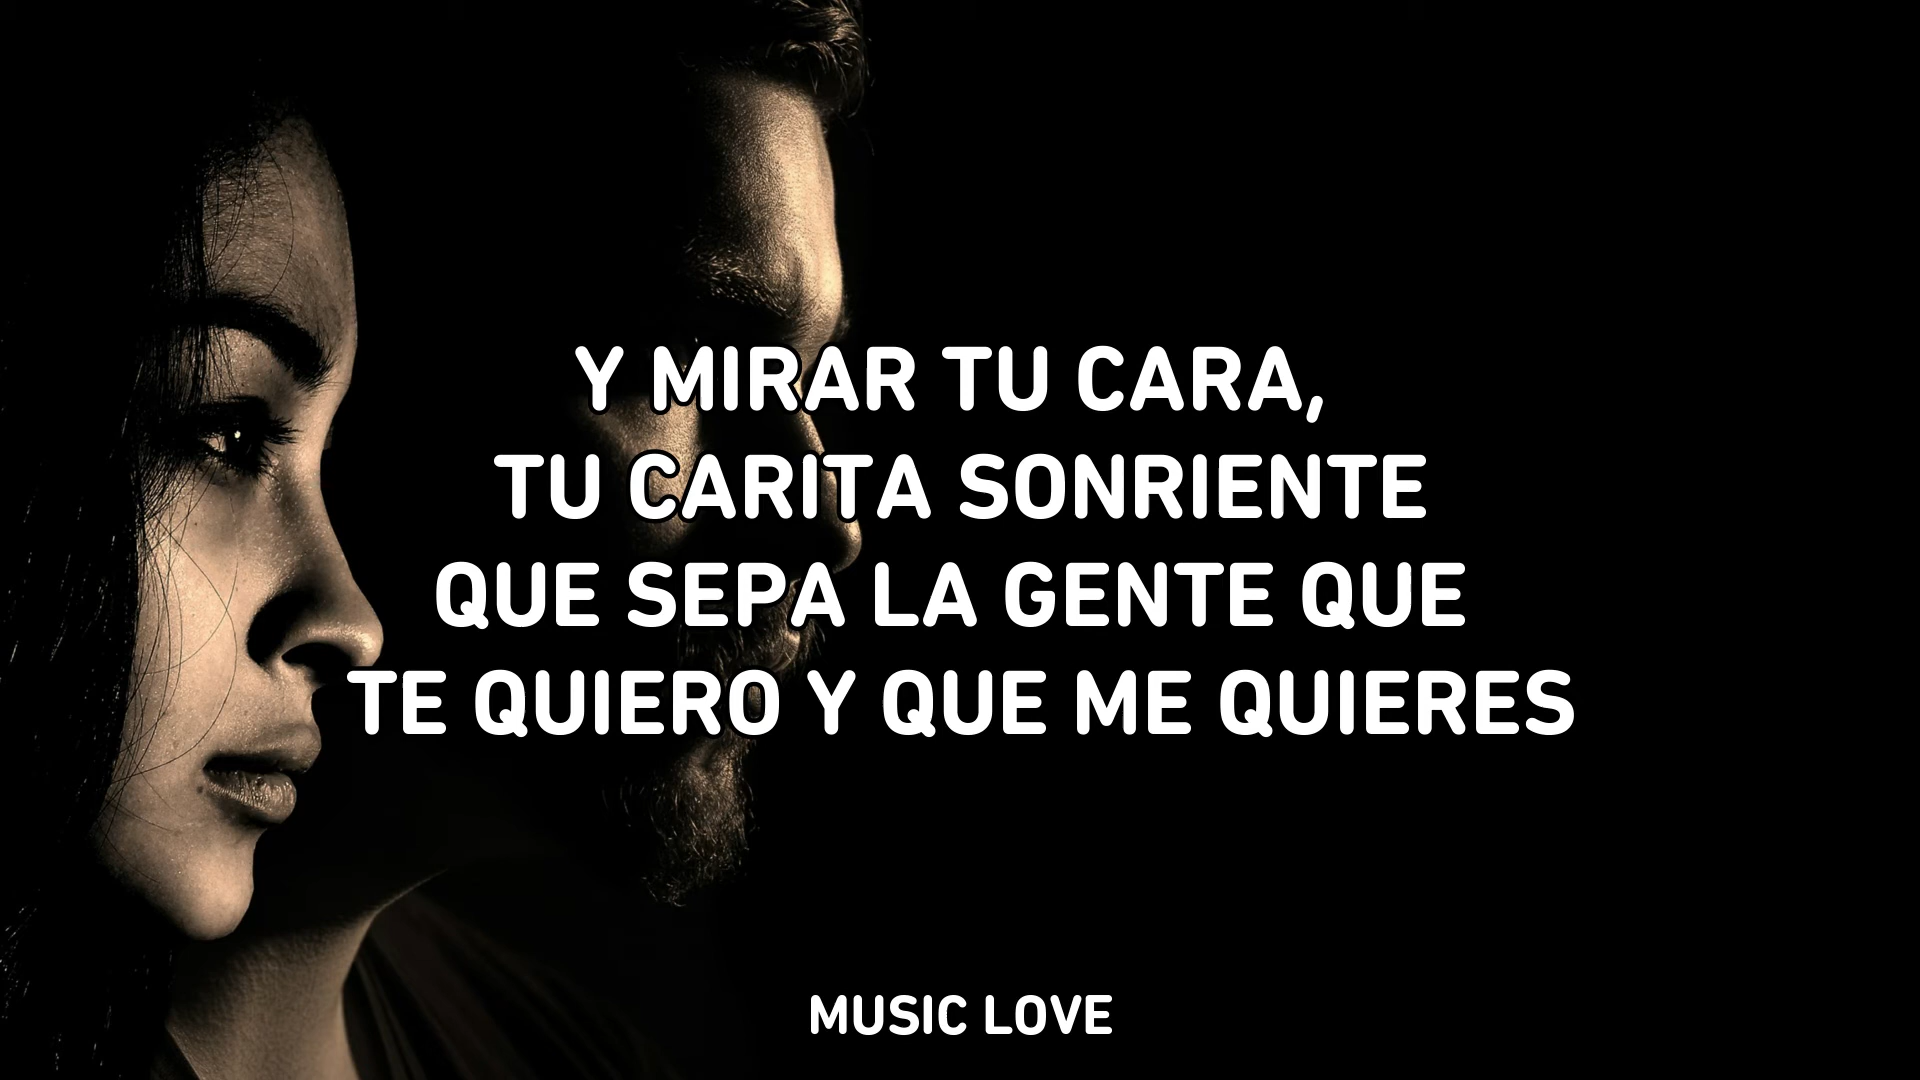 Y MIRAR TU CARA,
TU CARITA SONRIENTE
QUE SEPA LA GENTE QUE
TE QUIERO Y QUE ME QUIERES
MUSIC LOVE